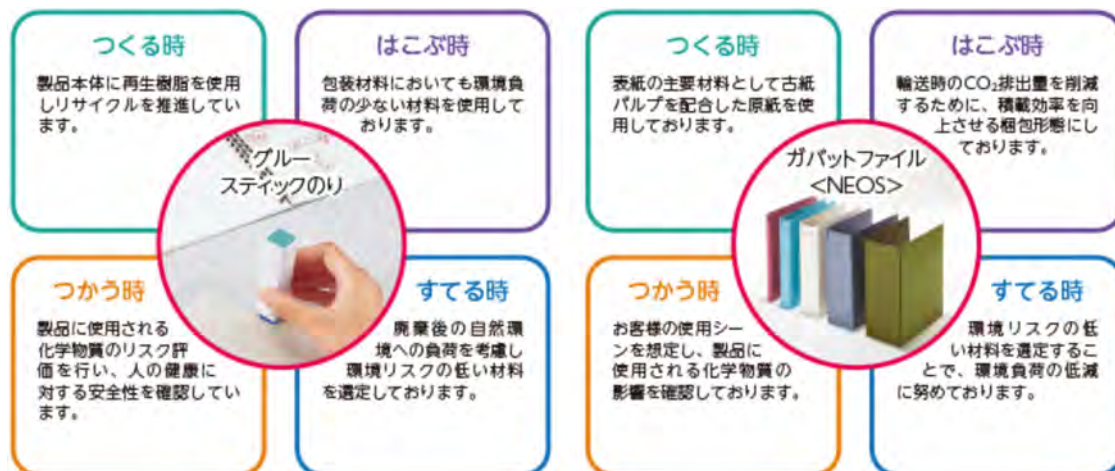 つくる時
製品本体に再生樹脂を使用
しリサイクルを推進してい
ます。
はこぶ時
包装材料においても環境負
荷の少ない材料を使用して
おります。
グルー
スティックのり
つかう時
製品に使用される
化学物質のリスク評
価を行い、人の健康に
対する安全性を確認してい
ます。
すてる時
廃棄後の自然環
境への負荷を考慮し
環境リスクの低い材料
を選定しております。
つくる時
表紙の主要材料として古紙
パルプを配合した原紙を使
用しております。
はこぶ時
輸送時のCO₂排出量を削減
するために、積載効率を向
上させる梱包形態にし
ております。
ガバットファイル
<NEOS>
つかう時
お客様の使用シー
ンを想定し、製品に
使用される化学物質の
影響を確認しております。
すてる時
環境リスクの低
い材料を選定するこ
とで、環境負荷の低減
に努めております。